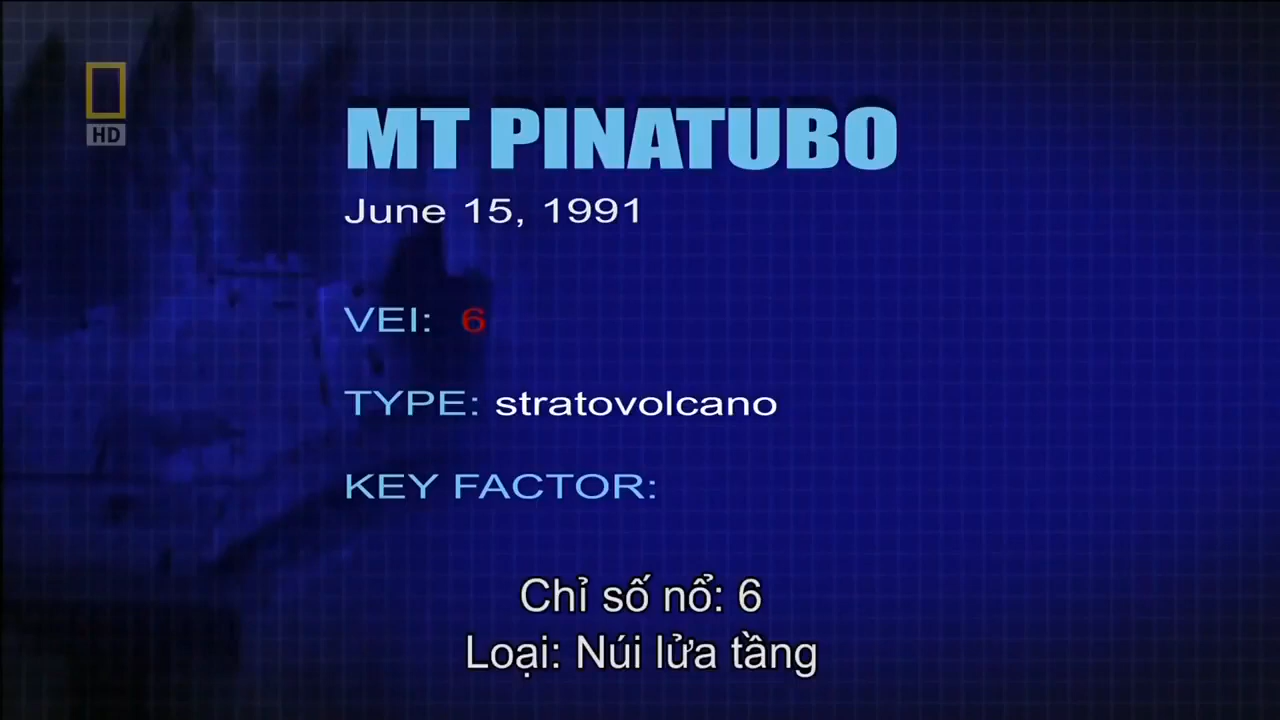 HD
MT PINATUBO
June 15, 1991
VEI: 6
TYPE: stratovolcano
KEY FACTOR:
Chỉ số nổ: 6
Loại: Núi lửa tầng